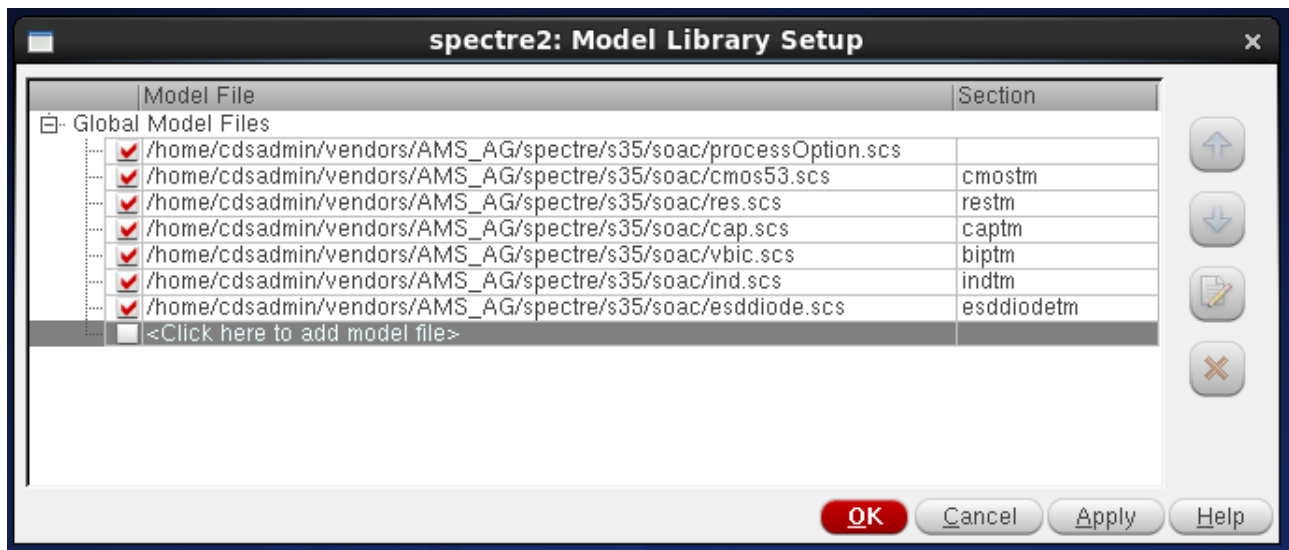 spectre2: Model Library Setup
Model File Section
Global Model Files
/home/cdsadmin/vendors/AMS_AG/spectre/s35/soac/processOption.scs
/home/cdsadmin/vendors/AMS_AG/spectre/s35/soac/cmos53.scs cmostm
/home/cdsadmin/vendors/AMS_AG/spectre/s35/soac/res.scs restm
/home/cdsadmin/vendors/AMS_AG/spectre/s35/soac/cap.scs captm
/home/cdsadmin/vendors/AMS_AG/spectre/s35/soac/vbic.scs biptm
/home/cdsadmin/vendors/AMS_AG/spectre/s35/soac/ind.scs indtm
/home/cdsadmin/vendors/AMS_AG/spectre/s35/soac/esddiode.scs esddiodetm
<Click here to add model file>
OK Cancel Apply Help